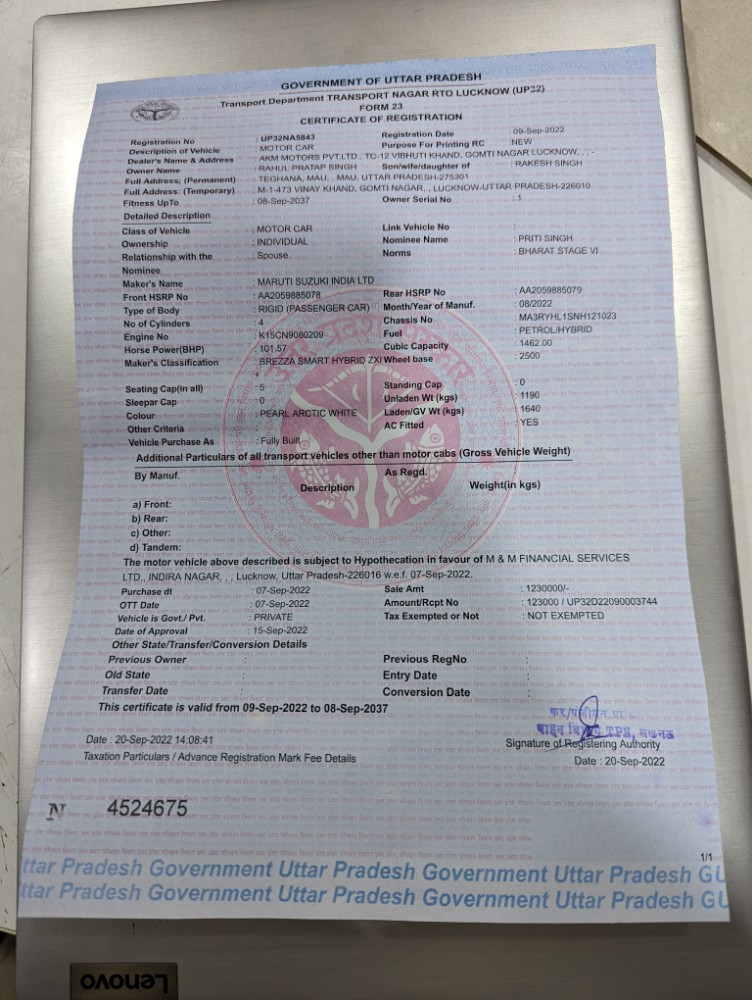 GOVERNMENT OF UTTAR PRADESH
Transport Department TRANSPORT NAGAR RTO LUCKNOW (UP32)
FORM 23
CERTIFICATE OF REGISTRATION
Registration No : UP32NA5843 Registration Date : 09-Sep-2022
Description of Vehicle : MOTOR CAR Purpose For Printing RC : NEW
Dealer's Name & Address : AKM MOTORS PVT.LTD., TC-12 VIBHUTI KHAND, GOMTI NAGAR LUCKNOW, , , -
Owner Name : RAHUL PRATAP SINGH Son/wife/daughter of : RAKESH SINGH
Full Address: (Permanent) : TEGHANA, MAU, , MAU, UTTAR PRADESH-275301
Full Address: (Temporary) : M-1-473 VINAY KHAND, GOMTI NAGAR, , LUCKNOW-UTTAR PRADESH-226010
Fitness UpTo : 08-Sep-2037 Owner Serial No : 1
Detailed Description
Class of Vehicle : MOTOR CAR Link Vehicle No :
Ownership : INDIVIDUAL Nominee Name : PRITI SINGH
Relationship with the Nominee : Spouse Norms : BHARAT STAGE VI
Maker's Name : MARUTI SUZUKI INDIA LTD
Front HSRP No : AA2059885078 Rear HSRP No : AA2059885079
Type of Body : RIGID (PASSENGER CAR) Month/Year of Manuf. : 08/2022
No of Cylinders : 4 Chassis No : MA3RYHL1SNH121023
Engine No : K15CN9080209 Fuel : PETROL/HYBRID
Horse Power(BHP) : 101.57 Cubic Capacity : 1462.00
Maker's Classification : BREZZA SMART HYBRID ZXI+ Wheel base : 2500
Seating Cap(in all) : 5 Standing Cap : 0
Sleepar Cap : 0 Unladen Wt (kgs) : 1190
Colour : PEARL ARCTIC WHITE Laden/GV Wt (kgs) : 1640
Other Criteria : AC Fitted : YES
Vehicle Purchase As : Fully Built
Additional Particulars of all transport vehicles other than motor cabs (Gross Vehicle Weight)
By Manuf. As Regd.
Description Weight(in kgs)
a) Front:
b) Rear:
c) Other:
d) Tandem:
The motor vehicle above described is subject to Hypothecation in favour of M & M FINANCIAL SERVICES
LTD., INDIRA NAGAR, , , Lucknow, Uttar Pradesh-226016 w.e.f. 07-Sep-2022.
Purchase dt : 07-Sep-2022 Sale Amt : 1230000/-
OTT Date : 07-Sep-2022 Amount/Rcpt No : 123000 / UP32D22090003744
Vehicle is Govt./ Pvt. : PRIVATE Tax Exempted or Not : NOT EXEMPTED
Date of Approval : 15-Sep-2022
Other State/Transfer/Conversion Details
Previous Owner : Previous RegNo :
Old State : Entry Date :
Transfer Date : Conversion Date :
This certificate is valid from 09-Sep-2022 to 08-Sep-2037
Date : 20-Sep-2022 14:08:41
Signature of Registering Authority
Taxation Particulars / Advance Registration Mark Fee Details
Date : 20-Sep-2022
N 4524675
1/1
ttar Pradesh Government Uttar Pradesh Government Uttar Pradesh GU
ttar Pradesh Government Uttar Pradesh Government Uttar Pradesh GU
Lenovo